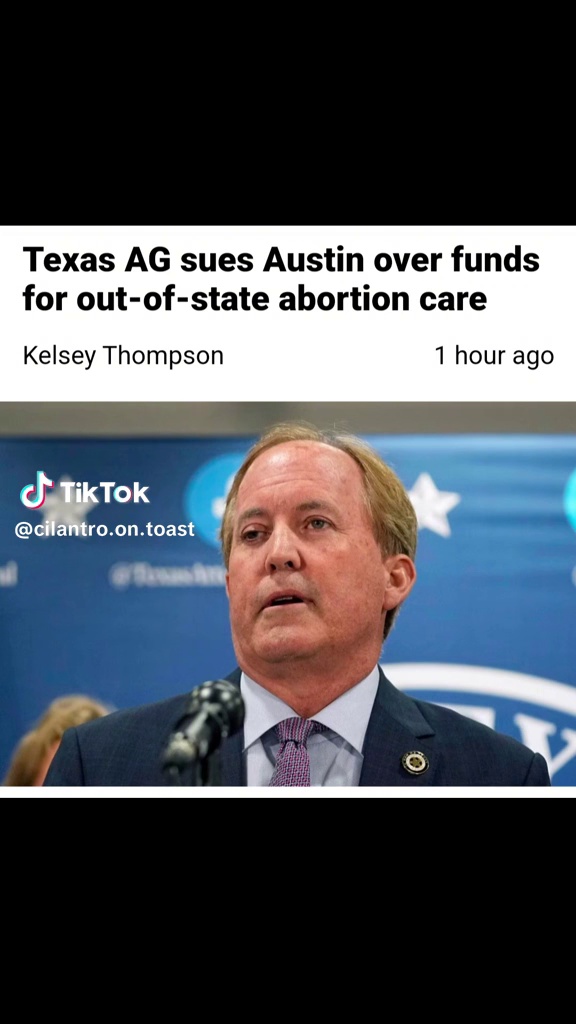 Texas AG sues Austin over funds
for out-of-state abortion care
Kelsey Thompson
1 hour ago
TikTok
@cilantro.on.toast